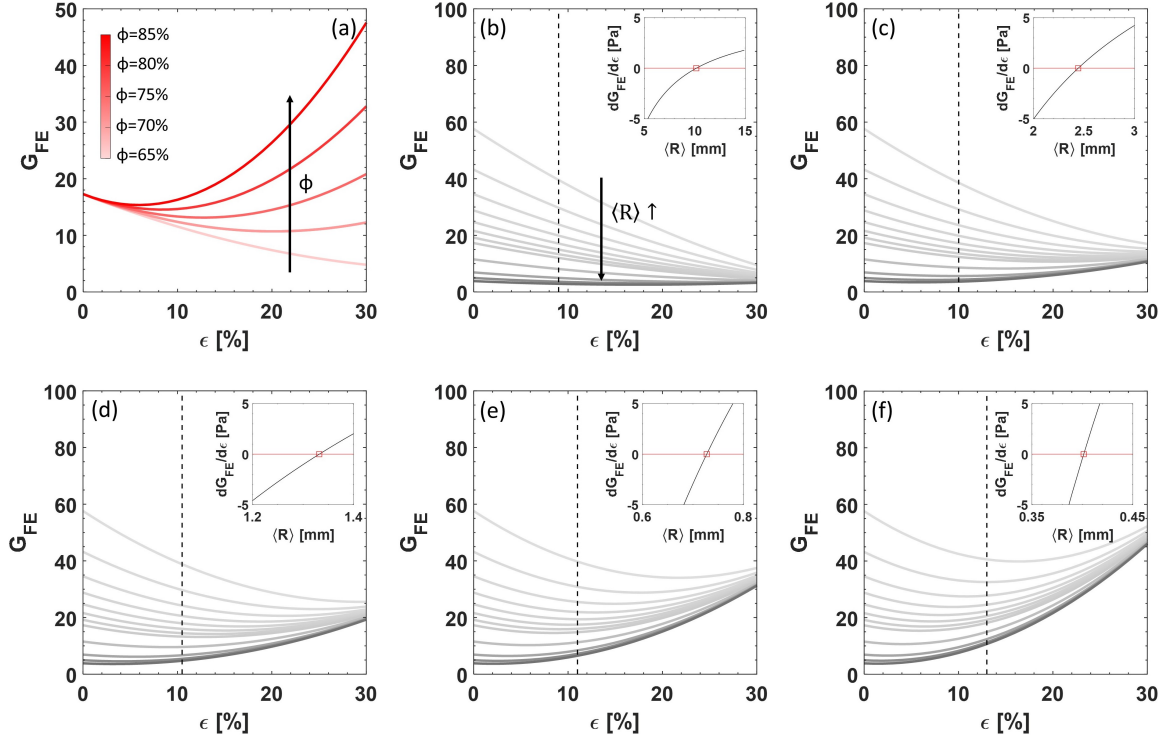 (a)
G_FE
50
40
30
20
10
0
ϕ=85%
ϕ=80%
ϕ=75%
ϕ=70%
ϕ=65%
ϕ
0 10 20 30
ϵ [%]
(b)
G_FE
100
80
60
40
20
0
⟨R⟩ ↑
dG_FE/dϵ [Pa]
5
0
-5
5 10 15
⟨R⟩ [mm]
0 10 20 30
ϵ [%]
(c)
G_FE
100
80
60
40
20
0
dG_FE/dϵ [Pa]
5
0
-5
2 2.5 3
⟨R⟩ [mm]
0 10 20 30
ϵ [%]
(d)
G_FE
100
80
60
40
20
0
dG_FE/dϵ [Pa]
5
0
-5
1.2 1.4
⟨R⟩ [mm]
0 10 20 30
ϵ [%]
(e)
G_FE
100
80
60
40
20
0
dG_FE/dϵ [Pa]
5
0
-5
0.6 0.8
⟨R⟩ [mm]
0 10 20 30
ϵ [%]
(f)
G_FE
100
80
60
40
20
0
dG_FE/dϵ [Pa]
5
0
-5
0.35 0.45
⟨R⟩ [mm]
0 10 20 30
ϵ [%]